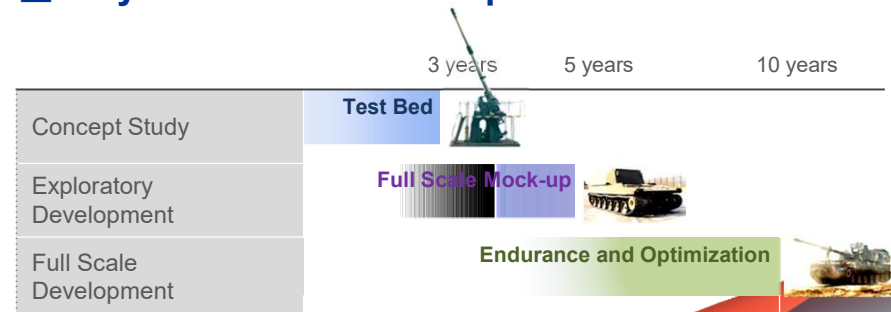 3 years 5 years 10 years
Concept Study Test Bed
Exploratory
Development
Full Scale Mock-up
Full Scale
Development
Endurance and Optimization